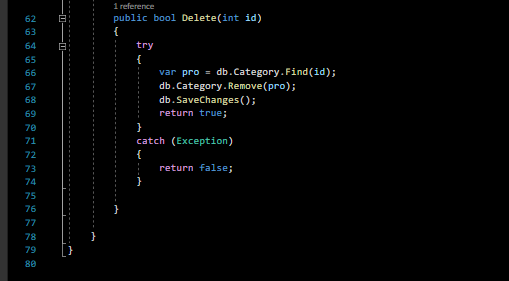 1 reference
62 public bool Delete(int id)
63 {
64 try
65 {
66 var pro = db.Category.Find(id);
67 db.Category.Remove(pro);
68 db.SaveChanges();
69 return true;
70 }
71 catch (Exception)
72 {
73 return false;
74 }
75
76 }
77
78 }
79 }
80